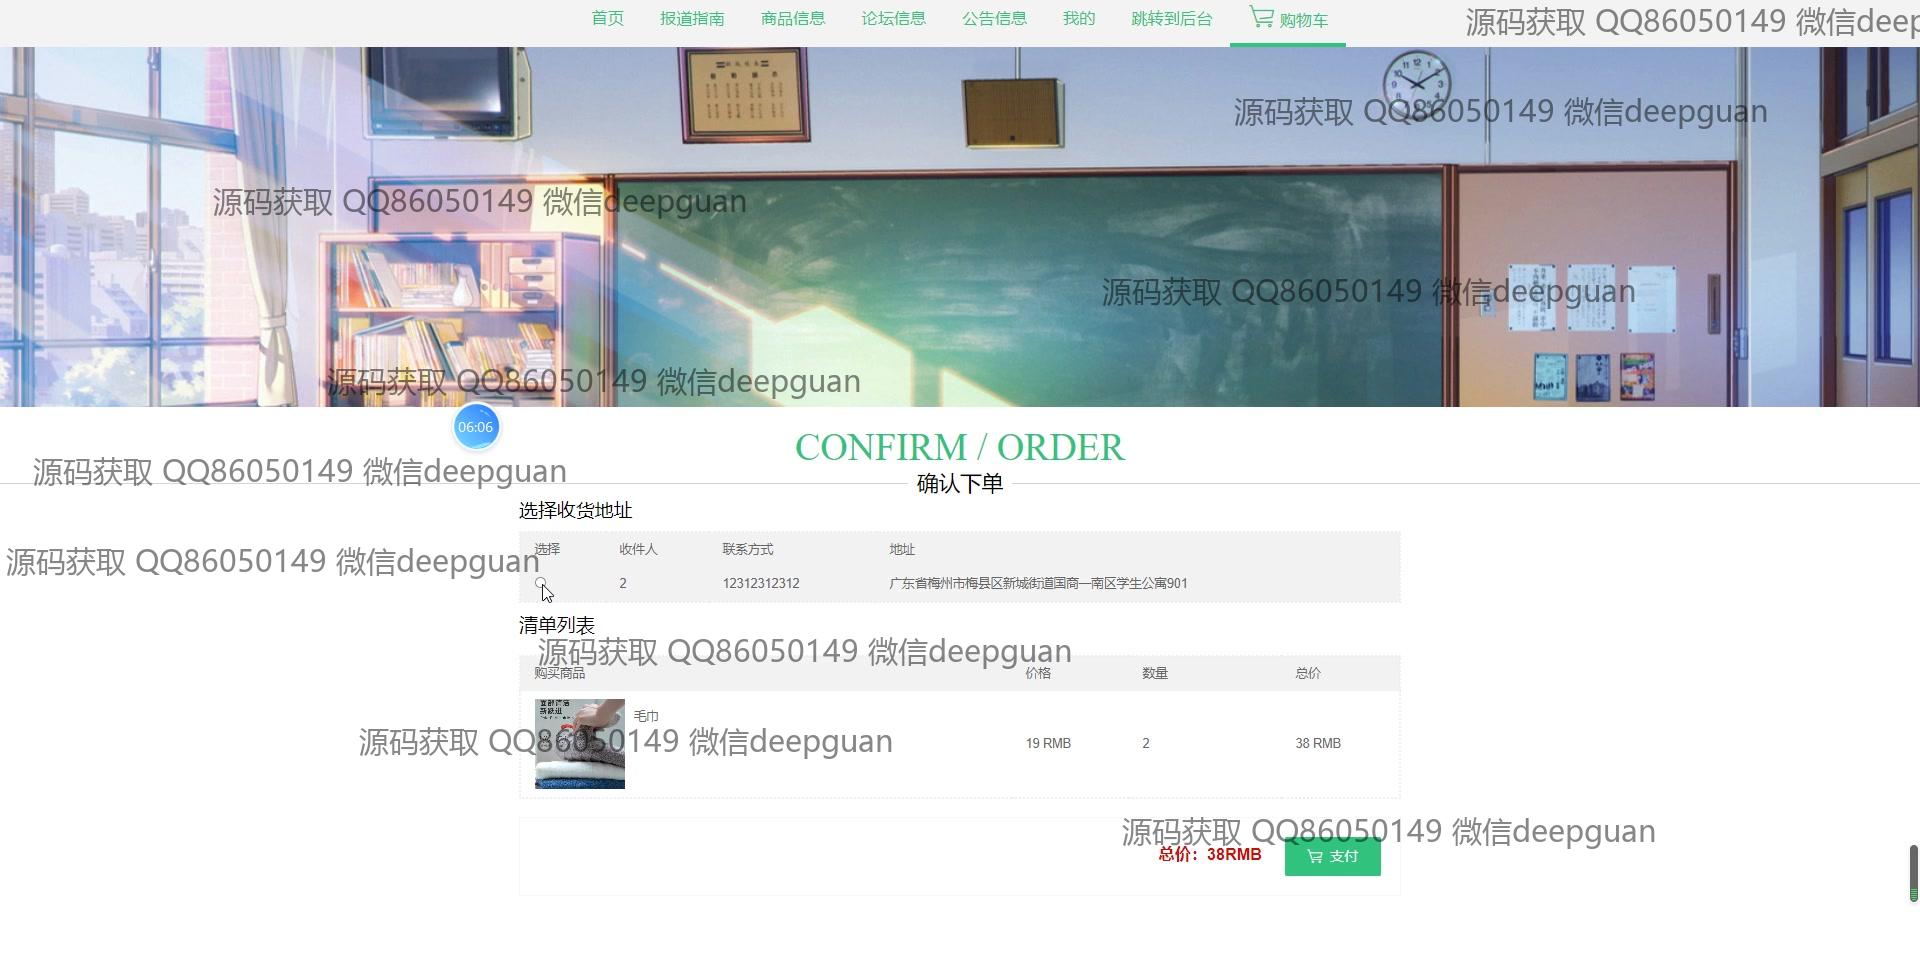 首页 报道指南 商品信息 论坛信息 公告信息 我的 跳转到后台 购物车
源码获取 QQ86050149 微信deep
源码获取 QQ86050149 微信deepguan
源码获取 QQ86050149 微信deepguan
源码获取 QQ86050149 微信deepguan
源码获取 QQ86050149 微信deepguan
06:06
CONFIRM / ORDER
源码获取 QQ86050149 微信deepguan
确认下单
选择收货地址
选择 收件人 联系方式 地址
源码获取 QQ86050149 微信deepguan
2 12312312312 广东省梅州市梅县区新城街道国商一南区学生公寓901
清单列表
源码获取 QQ86050149 微信deepguan
购买商品 价格 数量 总价
毛巾
源码获取 QQ86050149 微信deepguan
19 RMB 2 38 RMB
源码获取 QQ86050149 微信deepguan
总价：38RMB 支付